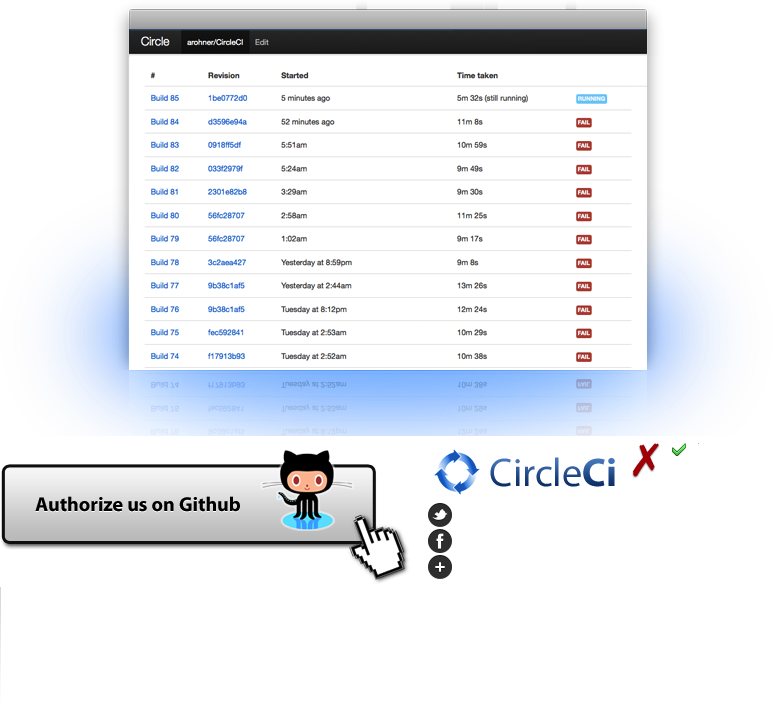 Circle arohner/CircleCI Edit
# Revision Started Time taken
Build 85 1be0772d0 5 minutes ago 5m 32s (still running) RUNNING
Build 84 d3596e94a 52 minutes ago 11m 8s FAIL
Build 83 0918ff5df 5:51am 10m 59s FAIL
Build 82 033f2979f 5:24am 9m 49s FAIL
Build 81 2301e82b8 3:29am 9m 30s FAIL
Build 80 56fc28707 2:58am 11m 25s FAIL
Build 79 56fc28707 1:02am 9m 17s FAIL
Build 78 3c2aea427 Yesterday at 8:59pm 9m 8s FAIL
Build 77 9b38c1af5 Yesterday at 2:44am 13m 26s FAIL
Build 76 9b38c1af5 Tuesday at 8:12pm 12m 24s FAIL
Build 75 fec592841 Tuesday at 2:53am 10m 29s FAIL
Build 74 f17913b93 Tuesday at 2:52am 10m 38s FAIL
Authorize us on Github
CircleCi